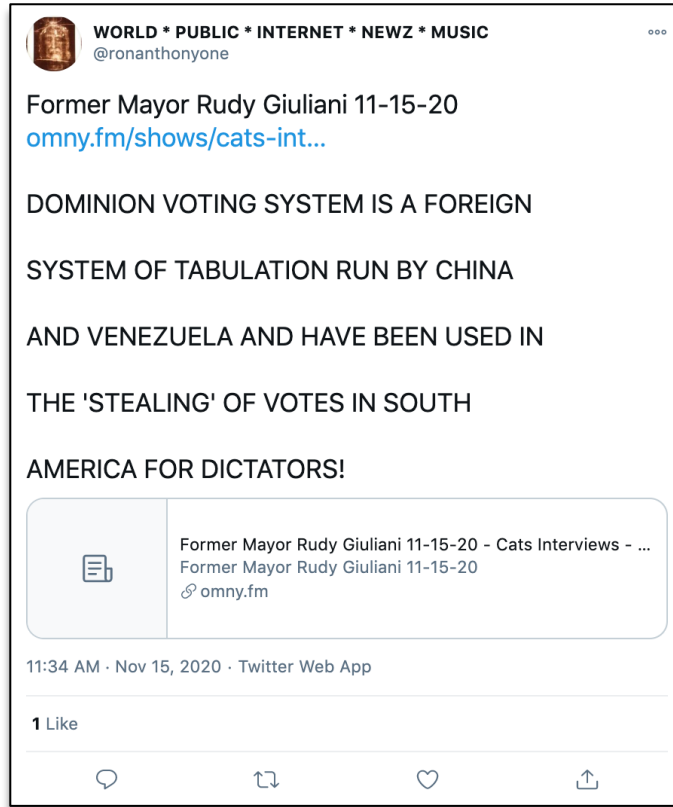 WORLD * PUBLIC * INTERNET * NEWZ * MUSIC
@ronanthonyone
Former Mayor Rudy Giuliani 11-15-20
omny.fm/shows/cats-int...
DOMINION VOTING SYSTEM IS A FOREIGN
SYSTEM OF TABULATION RUN BY CHINA
AND VENEZUELA AND HAVE BEEN USED IN
THE 'STEALING' OF VOTES IN SOUTH
AMERICA FOR DICTATORS!
Former Mayor Rudy Giuliani 11-15-20 - Cats Interviews - ...
Former Mayor Rudy Giuliani 11-15-20
omny.fm
11:34 AM · Nov 15, 2020 · Twitter Web App
1 Like